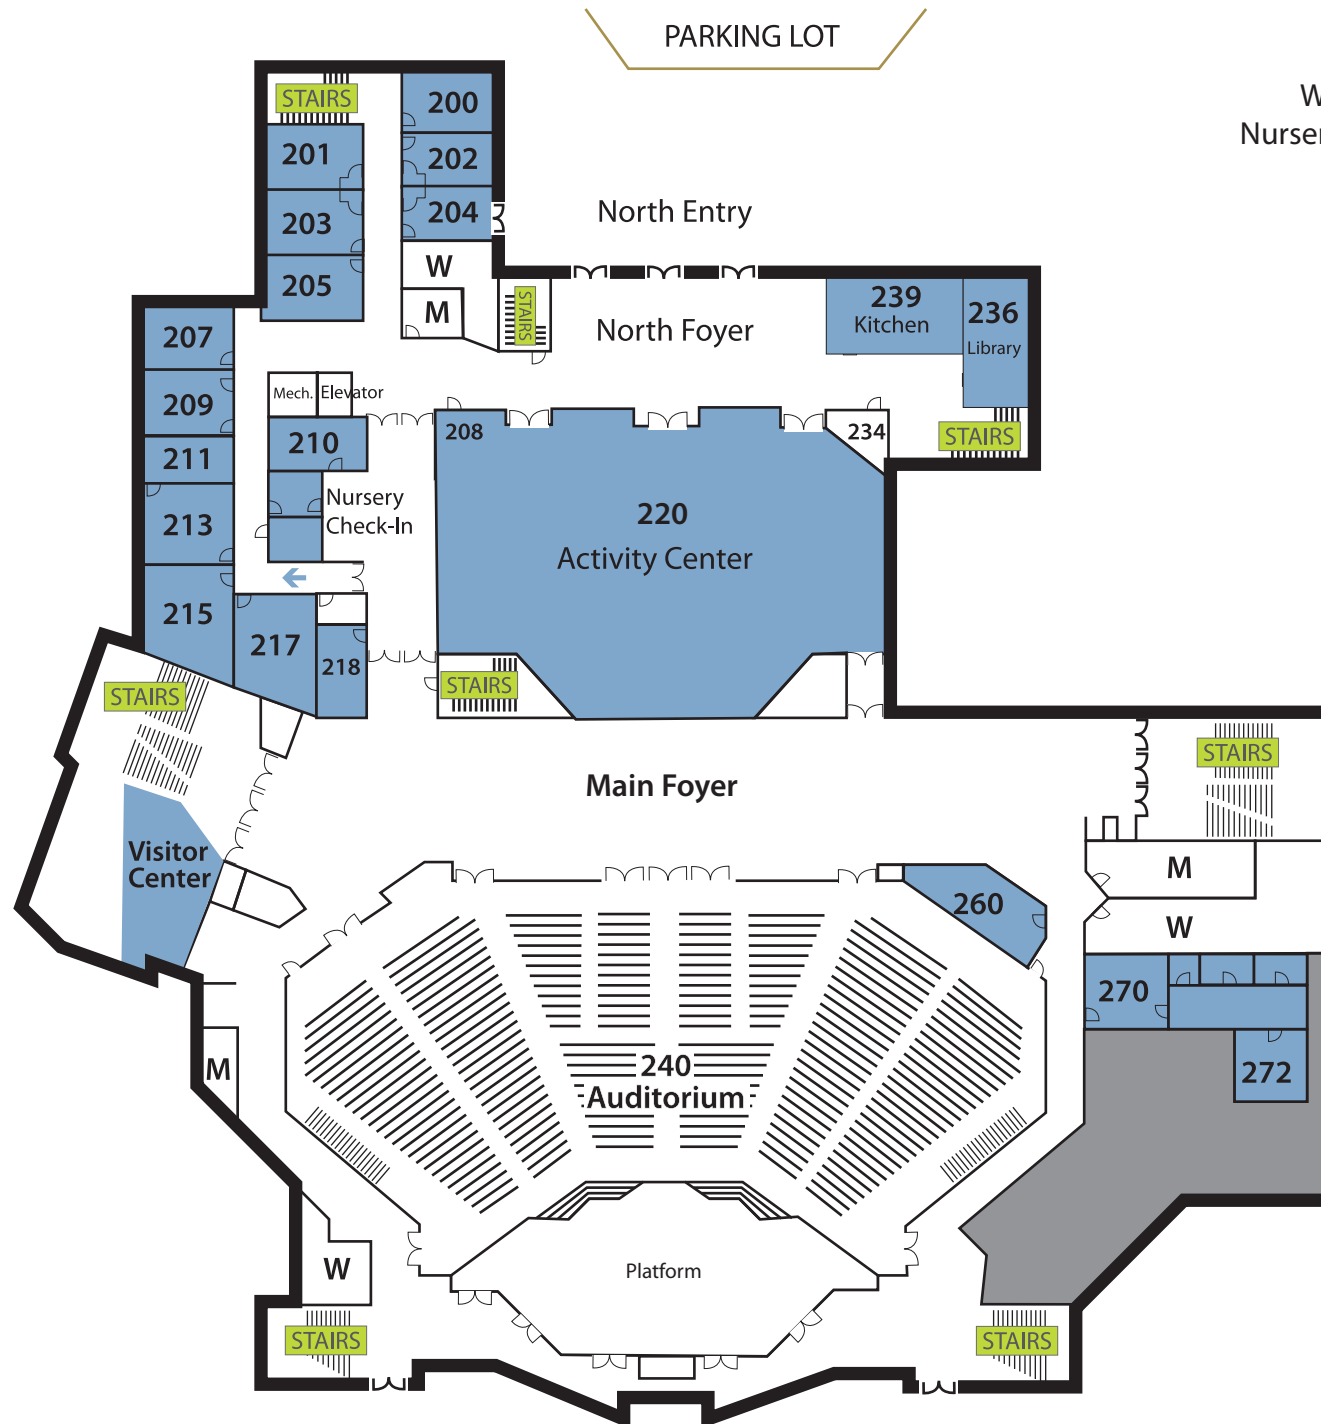 PARKING LOT
W
Nurser
STAIRS
200
201
202
203
204
North Entry
205
W
M
STAIRS
North Foyer
239
Kitchen
236
Library
207
209
Mech.
Elevator
210
208
234
STAIRS
211
213
Nursery
Check-In
220
Activity Center
215
217
218
STAIRS
STAIRS
STAIRS
Main Foyer
Visitor
Center
M
W
260
270
272
240
Auditorium
M
W
Platform
STAIRS
STAIRS